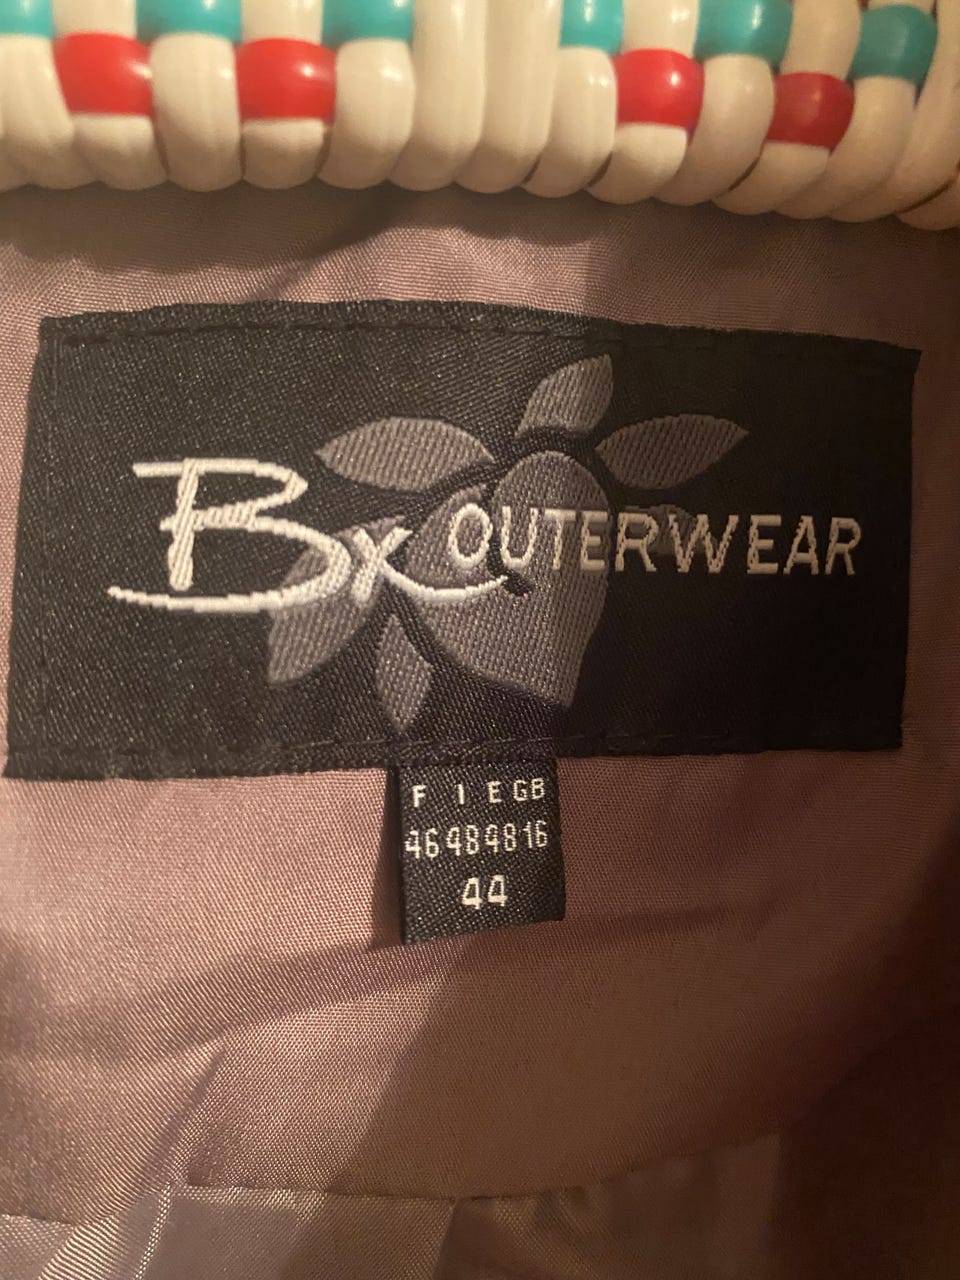 Bx OUTERWEAR
F I E GB
46 48 48 16
44